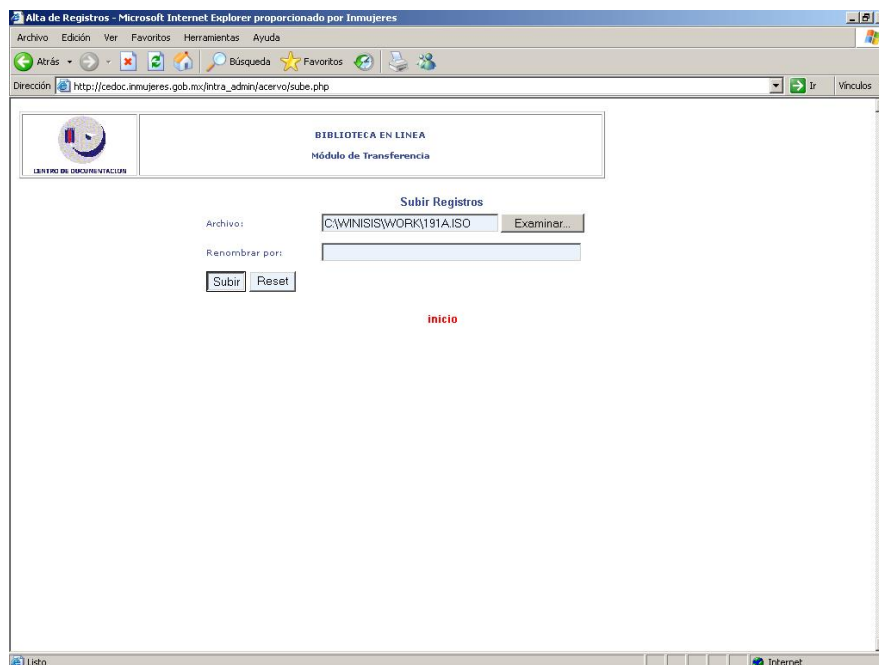 Alta de Registros - Microsoft Internet Explorer proporcionado por Inmujeres
Archivo Edición Ver Favoritos Herramientas Ayuda
Atrás Búsqueda Favoritos
Dirección http://cedoc.inmujeres.gob.mx/intra_admin/acervo/sube.php Ir Vínculos
BIBLIOTECA EN LINEA
Módulo de Transferencia
CENTRO DE DOCUMENTACION
Subir Registros
Archivo: C:\WINISIS\WORK\191A.ISO Examinar...
Renombrar por:
Subir Reset
inicio
Listo Internet